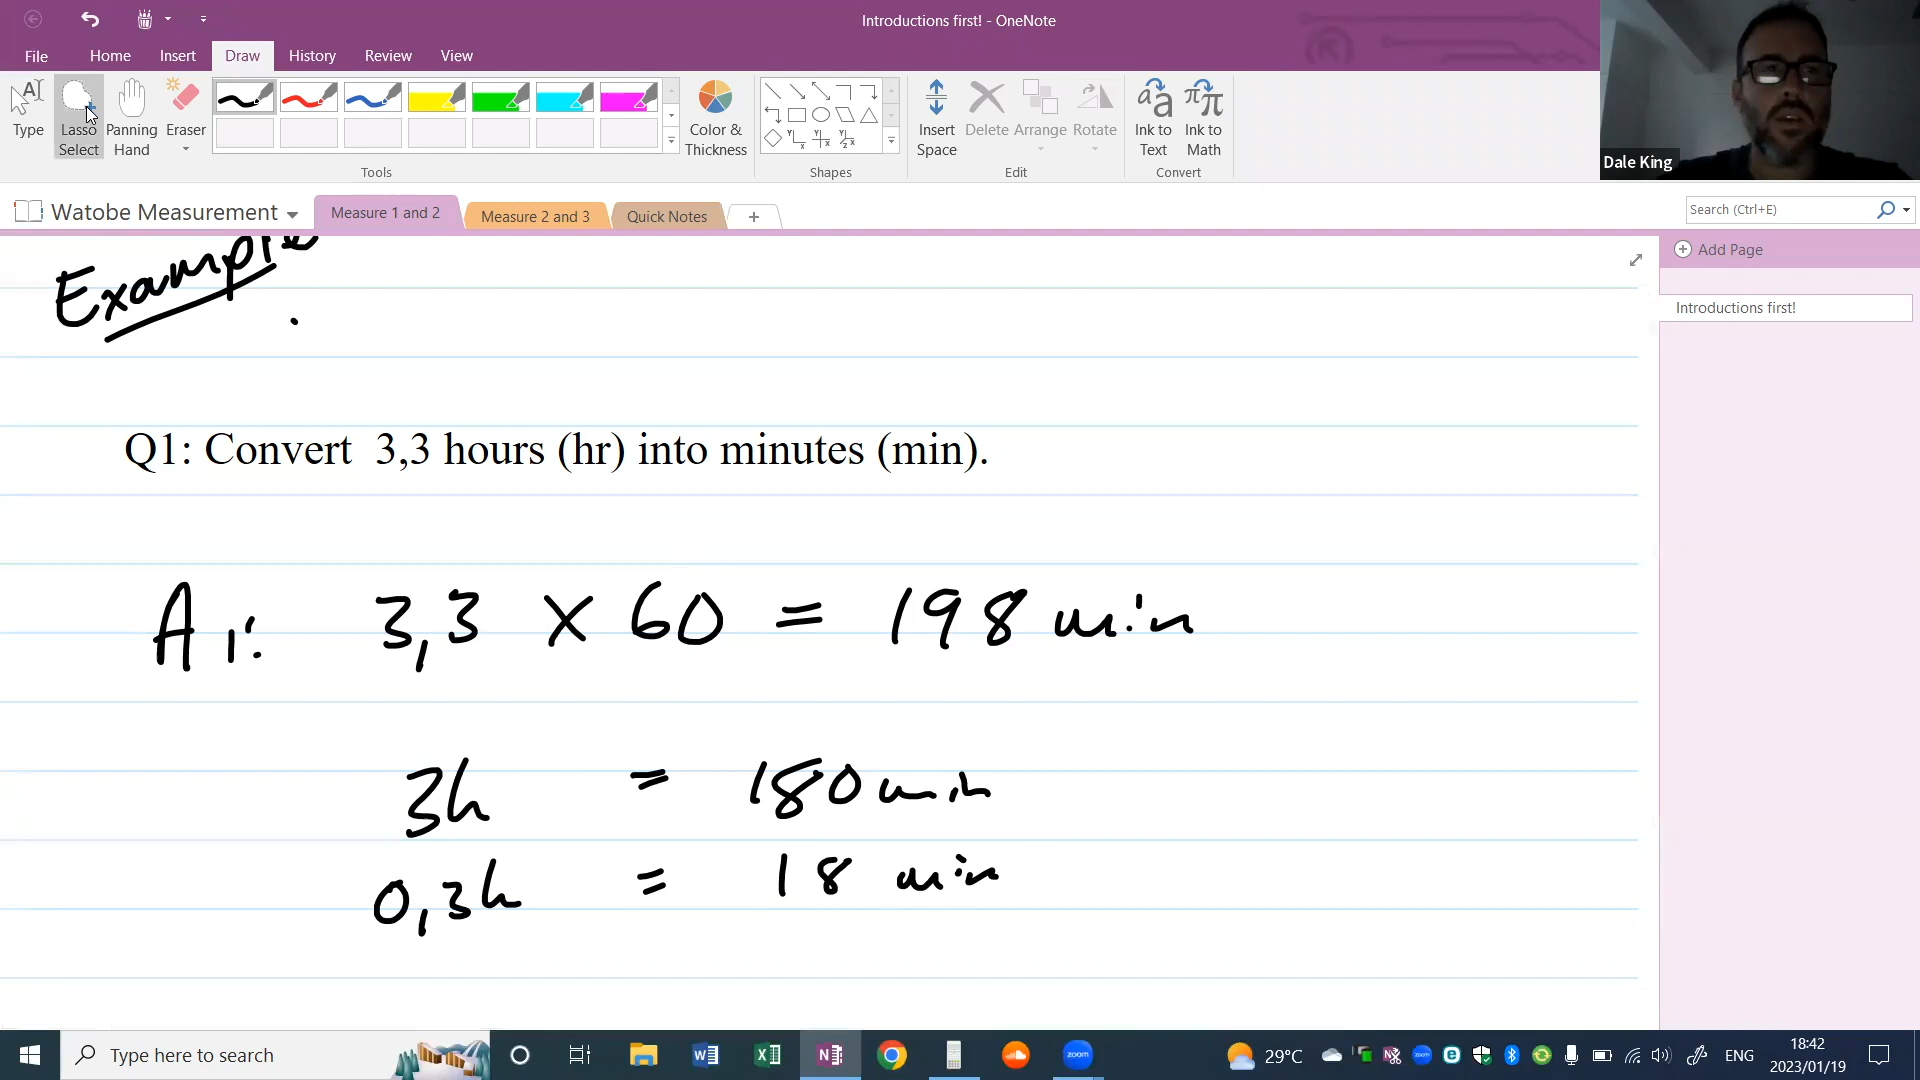 Introductions first! - OneNote
File Home Insert Draw History Review View
Type
Lasso Select
Panning Hand
Eraser
Color & Thickness
Insert Space
Delete
Arrange
Rotate
Ink to Text
Ink to Math
Tools
Shapes
Edit
Convert
Dale King
Watobe Measurement
Measure 1 and 2
Measure 2 and 3
Quick Notes
+
Search (Ctrl+E)
Add Page
Introductions first!
Example
Q1: Convert 3,3 hours (hr) into minutes (min).
A1: 3,3 × 60 = 198 min
3h = 180 min
0,3h = 18 min
Type here to search
zoom
29°C
ENG
18:42
2023/01/19